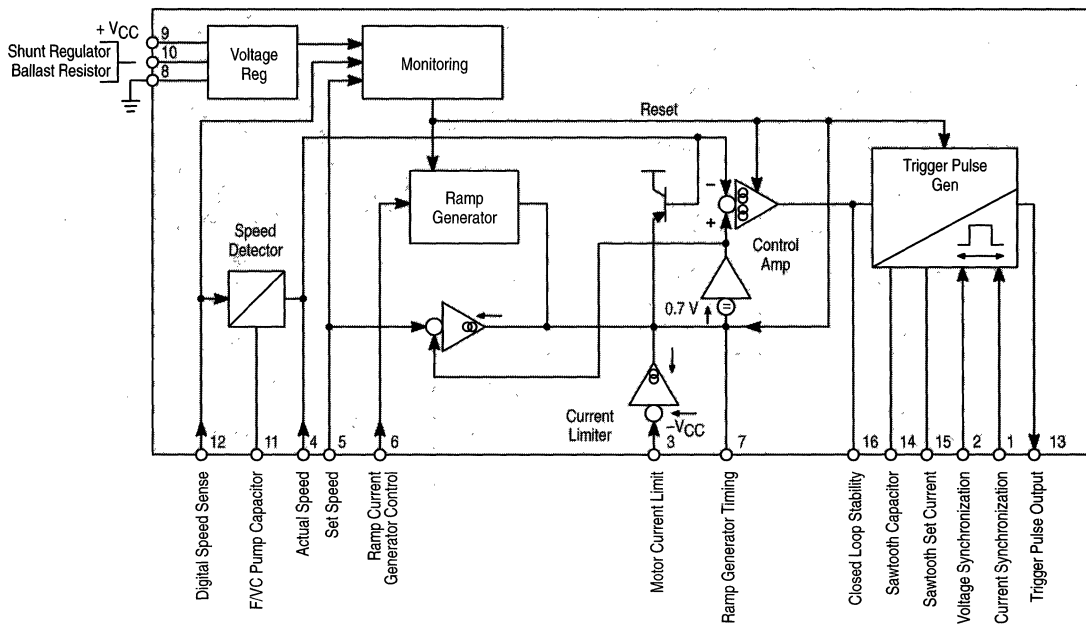 + VCC
9
Shunt Regulator
Ballast Resistor
10
8
Voltage
Reg
Monitoring
Reset
Ramp
Generator
Speed
Detector
–
+
Control
Amp
Trigger Pulse
Gen
0.7 V
=
Current
Limiter
–VCC
12
11
4
5
6
3
7
16
14
15
2
1
13
Digital Speed Sense
F/VC Pump Capacitor
Actual Speed
Set Speed
Ramp Current
Generator Control
Motor Current Limit
Ramp Generator Timing
Closed Loop Stability
Sawtooth Capacitor
Sawtooth Set Current
Voltage Synchronization
Current Synchronization
Trigger Pulse Output